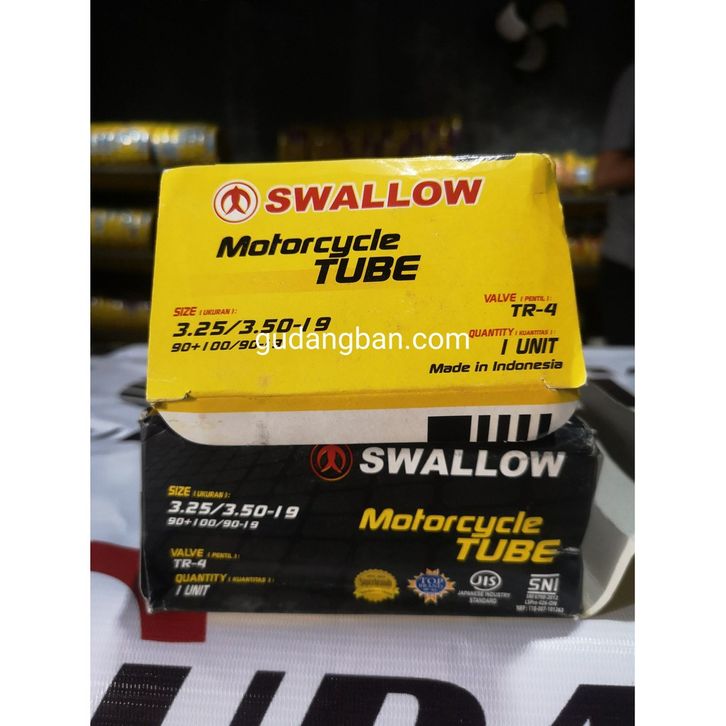 SWALLOW
Motorcycle
TUBE
SIZE (UKURAN):
3.25/3.50-19
90+100/90-19
VALVE (PENTIL):
TR-4
QUANTITY (KUANTITAS):
1 UNIT
Made in Indonesia
gudangban.com
SWALLOW
SIZE (UKURAN):
3.25/3.50-19
90+100/90-19
Motorcycle
TUBE
VALVE (PENTIL):
TR-4
QUANTITY (KUANTITAS):
1 UNIT
TOP
BRAND
JIS
JAPANESE INDUSTRY
STANDARD
SNI